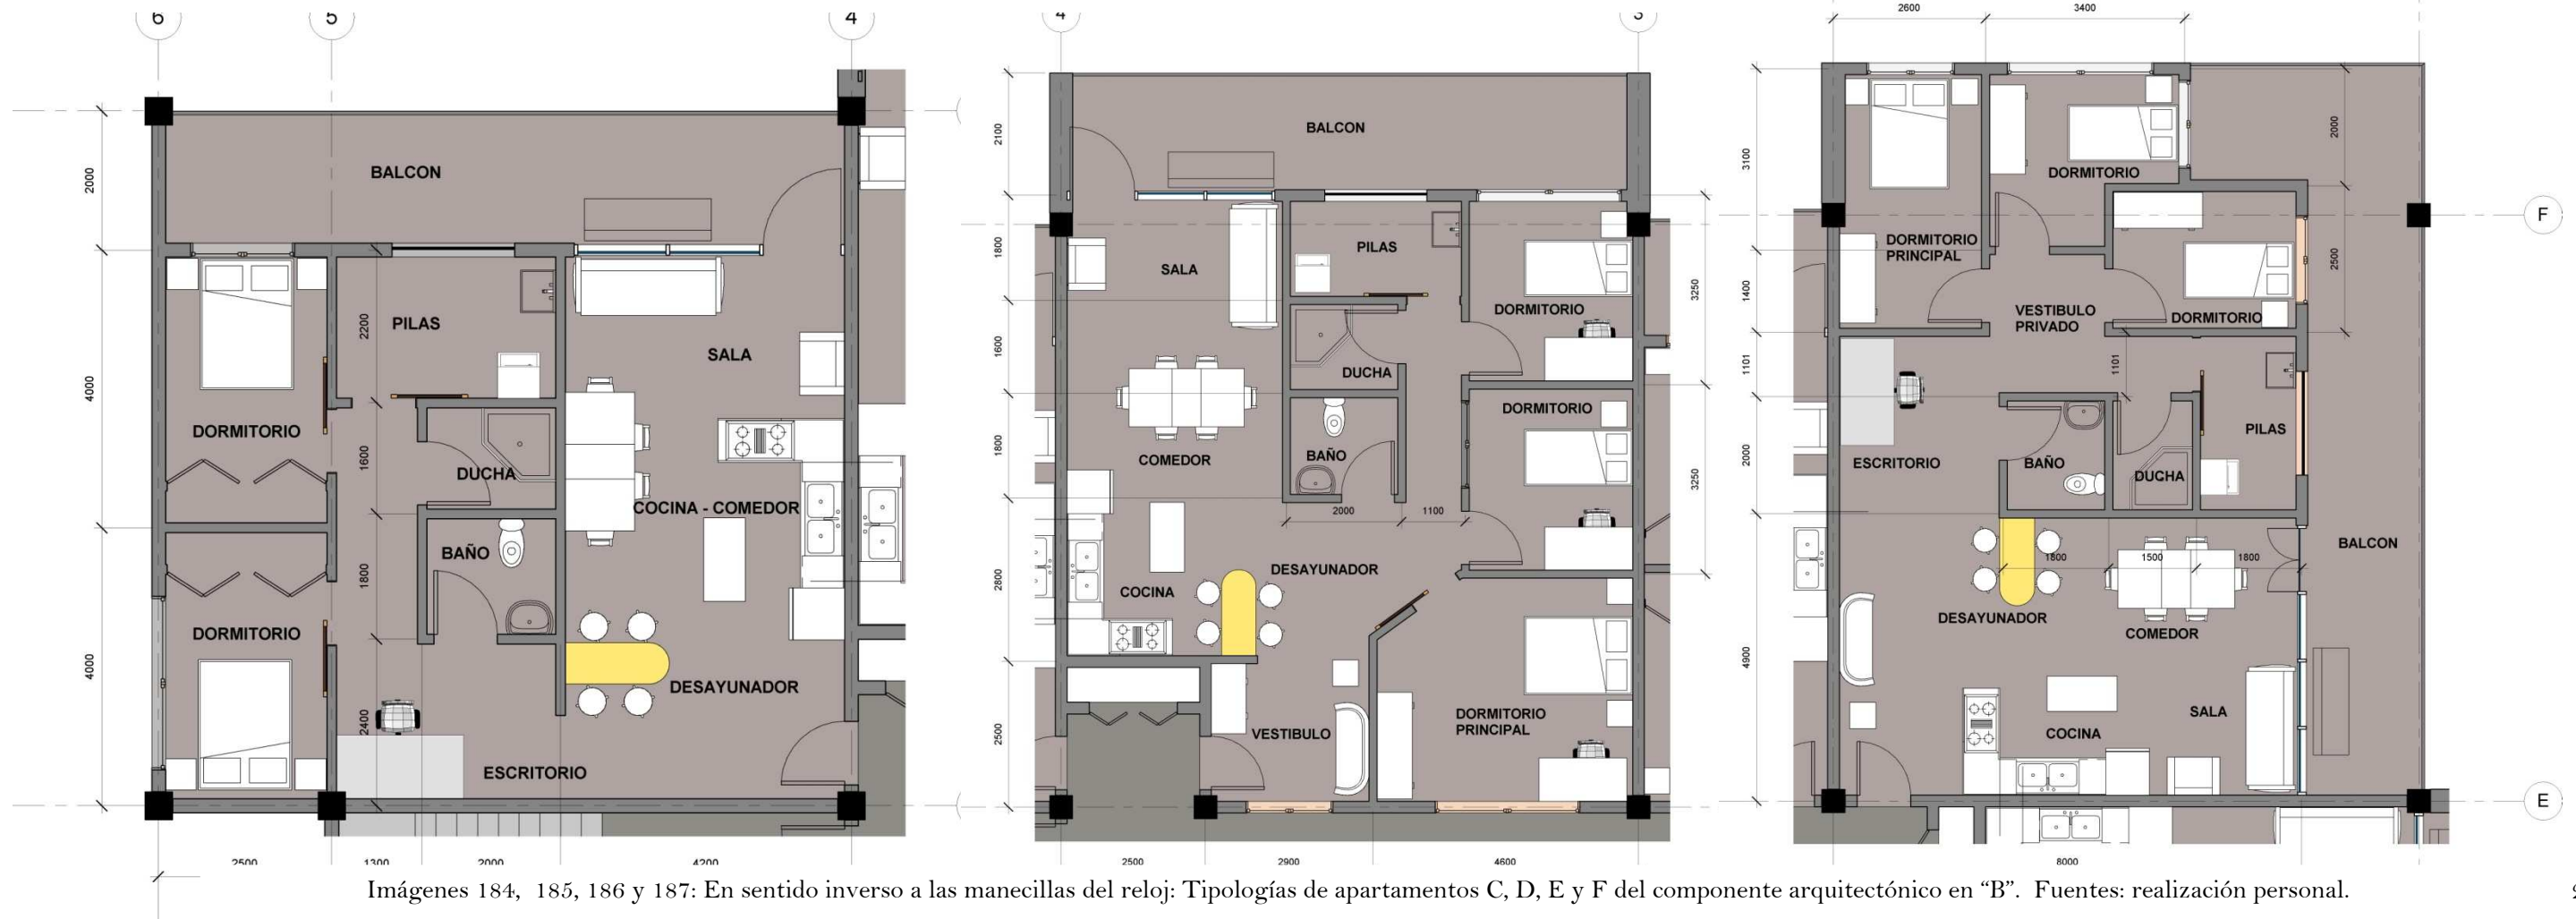 6
5
4
2000
4000
4000
BALCON
2200
PILAS
SALA
DORMITORIO
1600
DUCHA
COCINA - COMEDOR
BAÑO
1800
DORMITORIO
DESAYUNADOR
2400
ESCRITORIO
2500
1300
2000
4200
4
3
2100
1800
1600
1800
2800
2500
BALCON
PILAS
SALA
3250
DORMITORIO
DUCHA
DORMITORIO
COMEDOR
BAÑO
3250
2000
1100
DESAYUNADOR
COCINA
DORMITORIO
PRINCIPAL
VESTIBULO
2500
2900
4600
2600
3400
3100
1400
1101
2000
4900
2000
2500
DORMITORIO
F
DORMITORIO
PRINCIPAL
VESTIBULO
PRIVADO
DORMITORIO
1101
PILAS
ESCRITORIO
BAÑO
DUCHA
BALCON
1800
1500
1800
DESAYUNADOR
COMEDOR
SALA
COCINA
E
8000
Imágenes 184, 185, 186 y 187: En sentido inverso a las manecillas del reloj: Tipologías de apartamentos C, D, E y F del componente arquitectónico en “B”. Fuentes: realización personal.